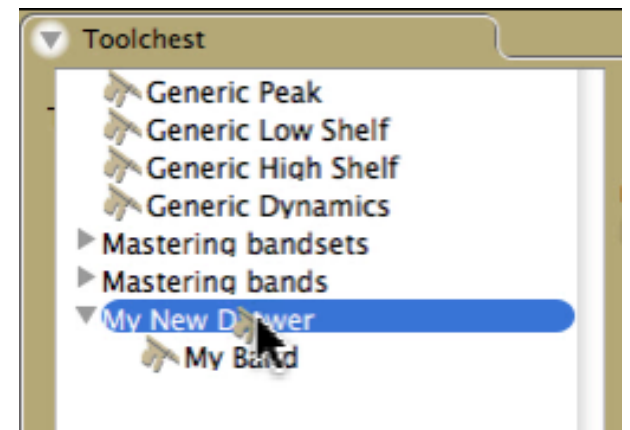 Toolchest
Generic Peak
Generic Low Shelf
Generic High Shelf
Generic Dynamics
Mastering bandsets
Mastering bands
My New Drawer
My Band